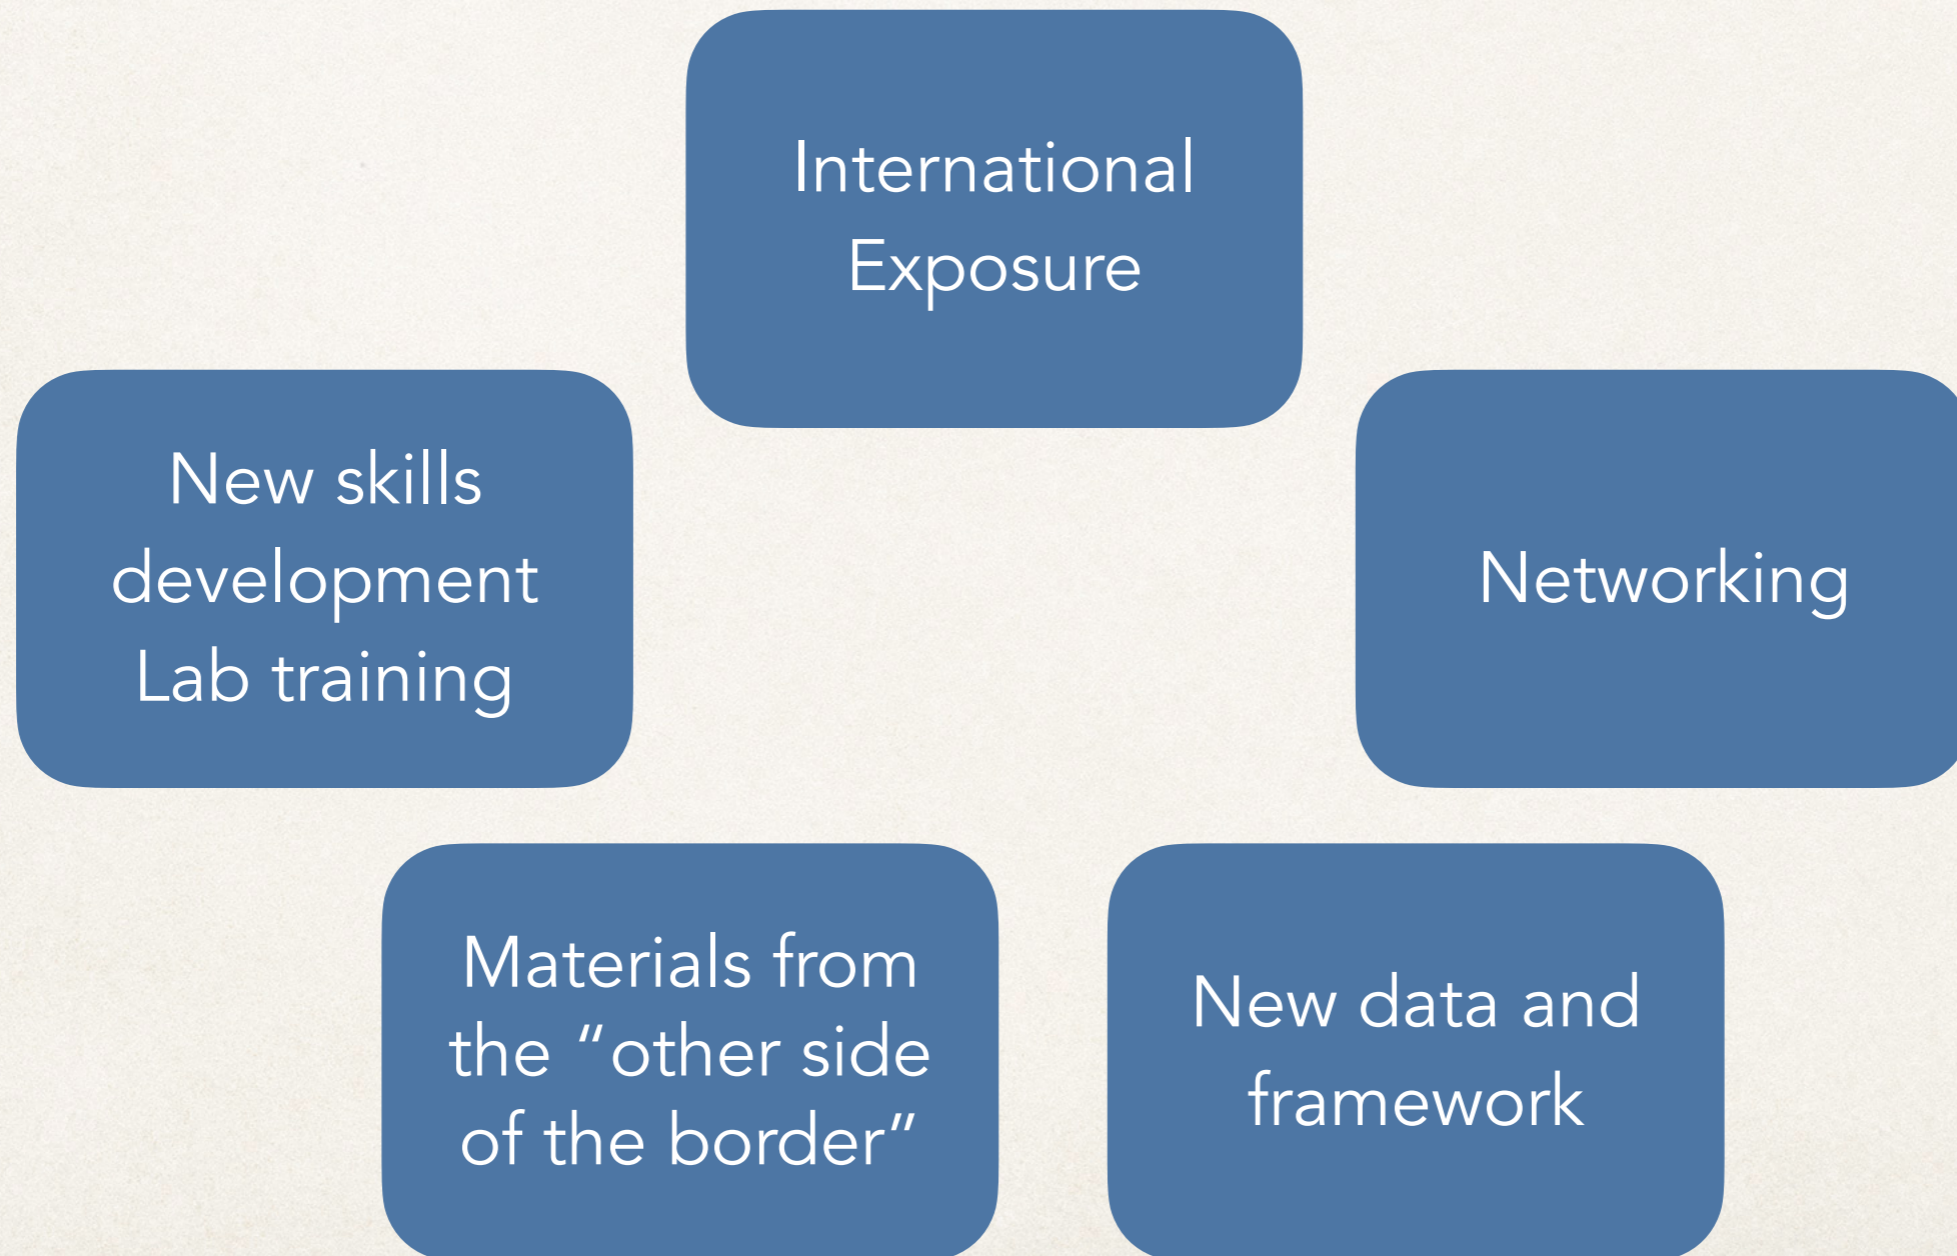 International
Exposure
New skills
development
Lab training
Networking
Materials from
the “other side
of the border”
New data and
framework